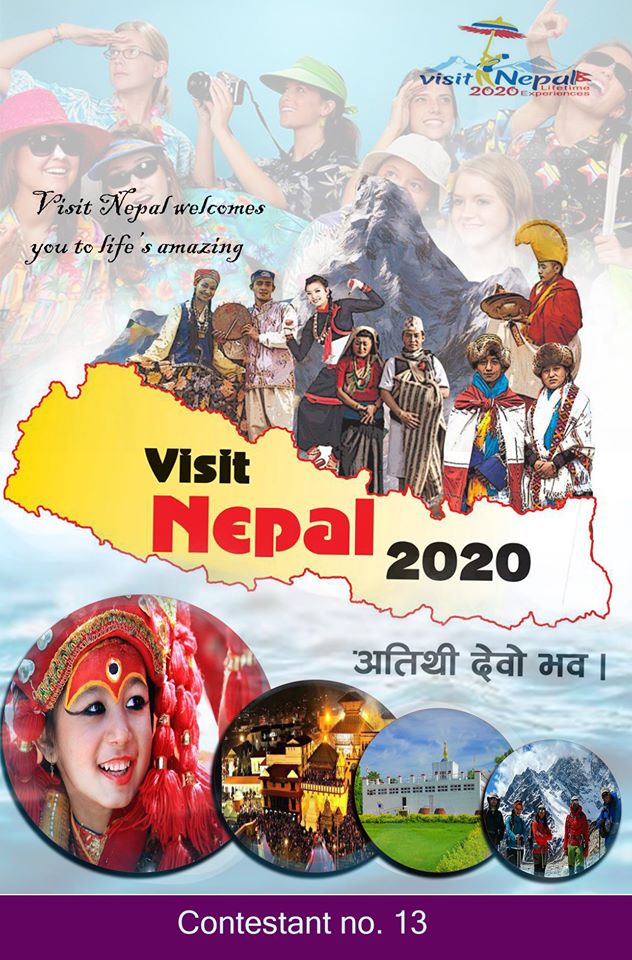 visit Nepal
2020 Lifetime
Experiences
Visit Nepal welcomes
you to life's amazing
Visit
Nepal 2020
अतिथी देवो भव ।
Contestant no. 13